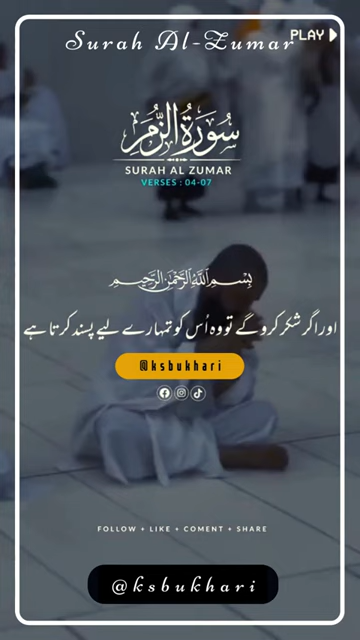 Surah Al-Zumar
PLAY
سُورَةُ الزُّمَر
SURAH AL ZUMAR
VERSES : 04-07
بِسْمِ اللَّهِ الرَّحْمَٰنِ الرَّحِيمِ
اور اگر شکر کرو گے تو وہ اُس کو تمہارے لیے پسند کرتا ہے
@ksbukhari
FOLLOW + LIKE + COMENT + SHARE
@ksbukhari